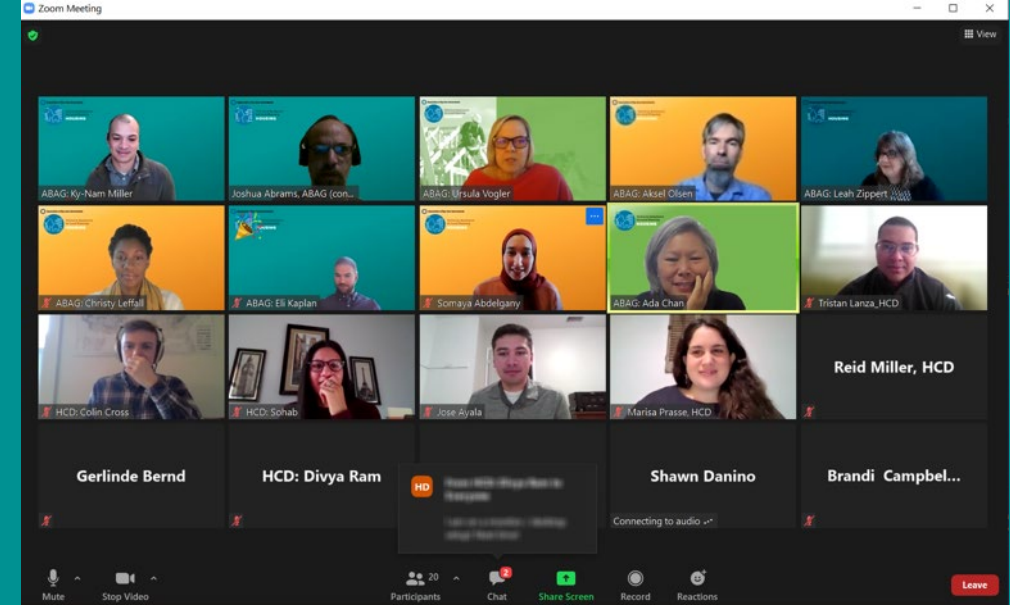 Zoom Meeting
View
ABAG: Ky-Nam Miller
Joshua Abrams, ABAG (con...
ABAG: Ursula Vogler
ABAG: Aksel Olsen
ABAG: Leah Zippert
ABAG: Christy Leffall
ABAG: Eli Kaplan
Somaya Abdelgany
ABAG: Ada Chan
Tristan Lanza_HCD
HCD: Colin Cross
HCD: Sohab
Jose Ayala
Marisa Prasse, HCD
Reid Miller, HCD
Gerlinde Bernd
HCD: Divya Ram
HD
Shawn Danino
Connecting to audio
Brandi Campbel...
Mute
Stop Video
20
Participants
2
Chat
Share Screen
Record
Reactions
Leave